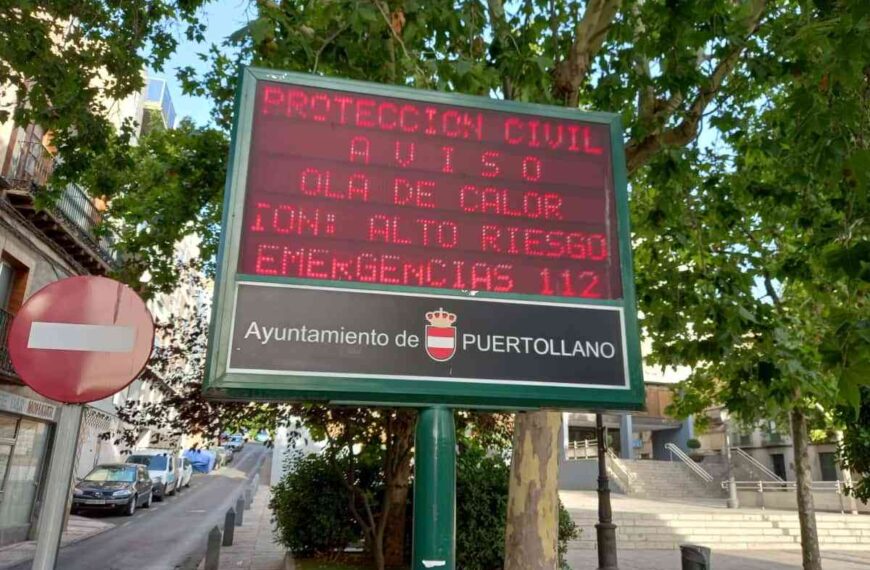 PROTECCION CIVIL
A V I S O
OLA DE CALOR
ION: ALTO RIESGO
EMERGENCIAS 112
Ayuntamiento de PUERTOLLANO